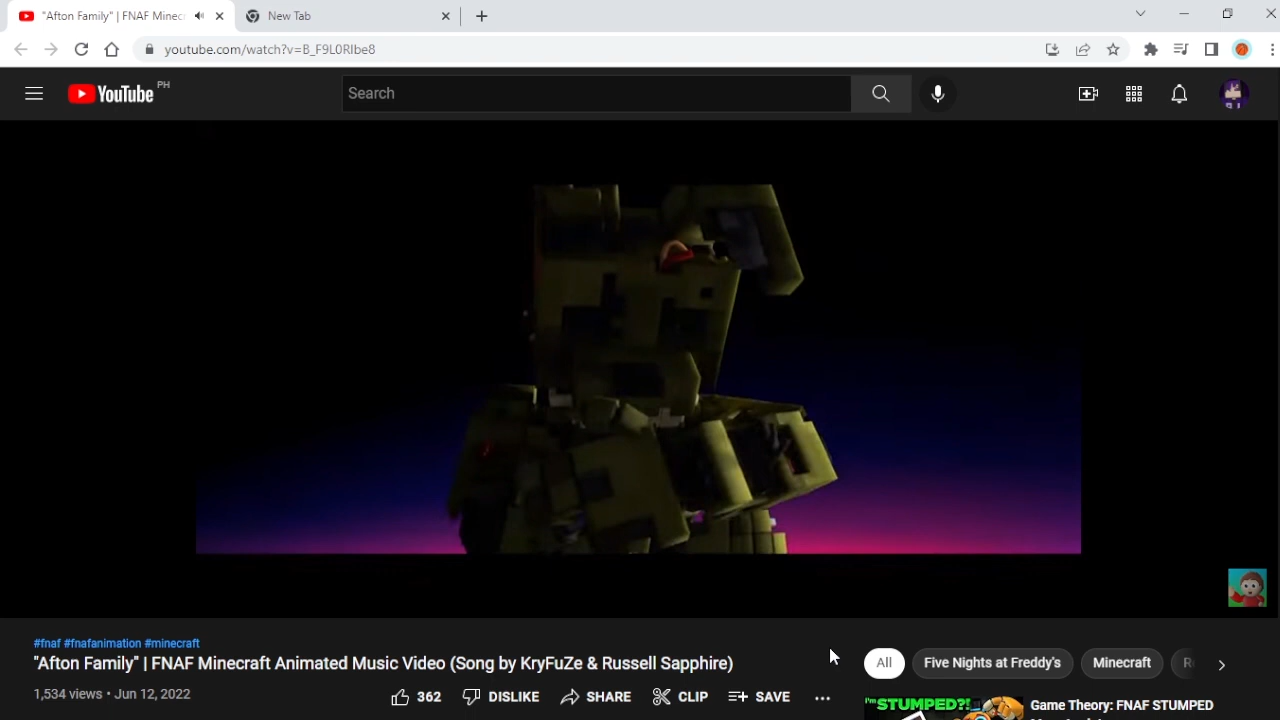 "Afton Family" | FNAF Minec
New Tab
youtube.com/watch?v=B_F9L0RIbe8
YouTube PH
Search
#fnaf #fnafanimation #minecraft
"Afton Family" | FNAF Minecraft Animated Music Video (Song by KryFuZe & Russell Sapphire)
1,534 views • Jun 12, 2022
362 DISLIKE SHARE CLIP SAVE
All Five Nights at Freddy's Minecraft
I'm STUMPED?!
Game Theory: FNAF STUMPED